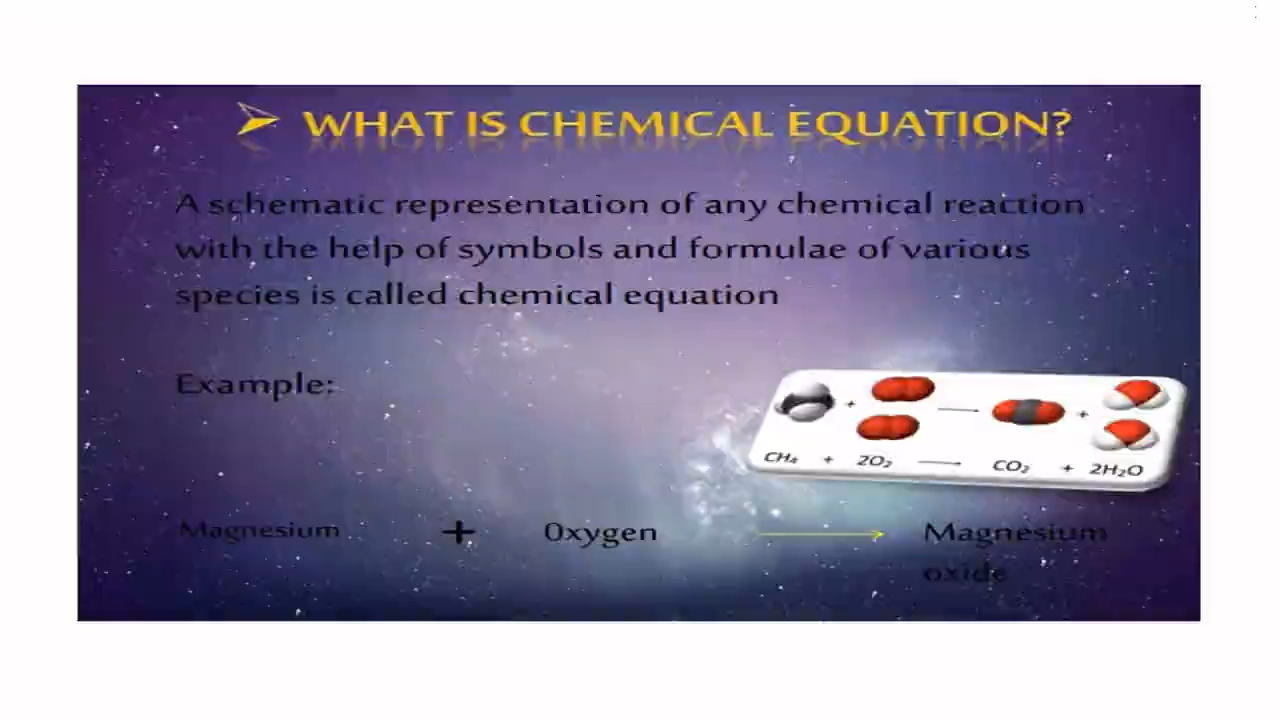 WHAT IS CHEMICAL EQUATION?
A schematic representation of any chemical reaction
with the help of symbols and formulae of various
species is called chemical equation
Example:
+ +
CH₄ + 2O₂ CO₂ + 2H₂O
Magnesium + 0xygen Magnesium
oxide